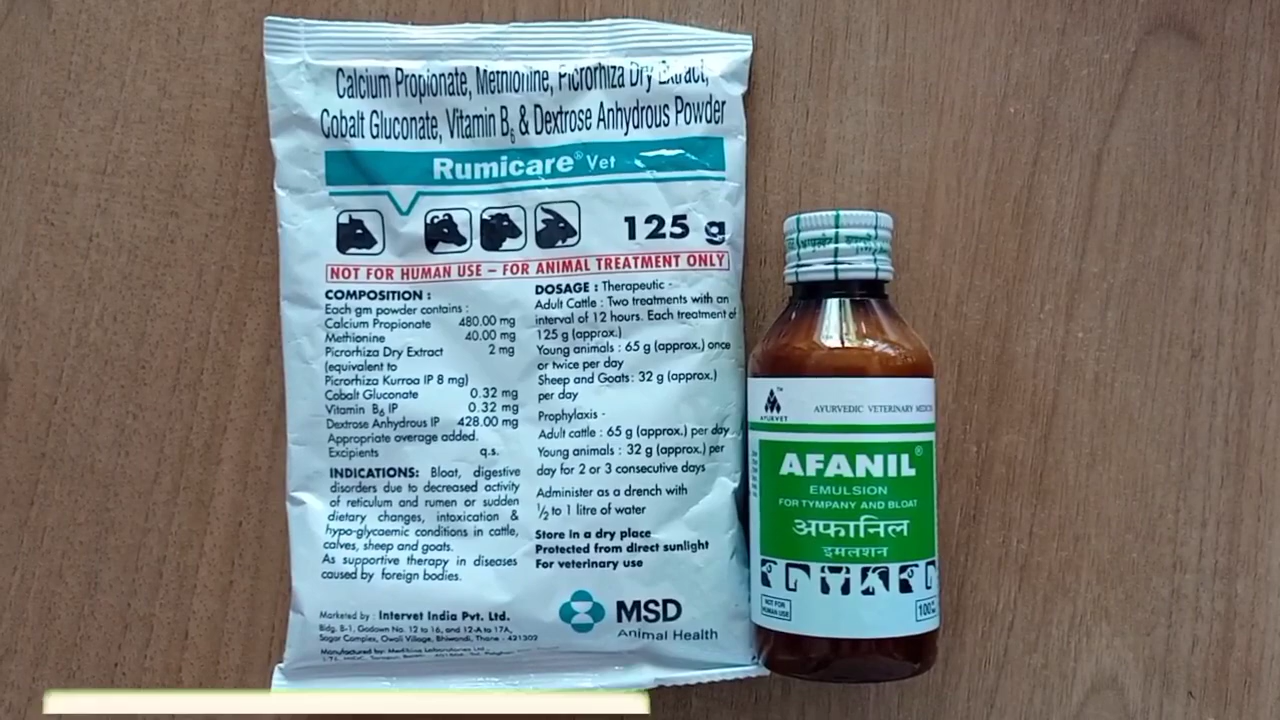 Calcium Propionate, Methionine, Picrorhiza Dry Extract,
Cobalt Gluconate, Vitamin B6 & Dextrose Anhydrous Powder
Rumicare® Vet
125 g
NOT FOR HUMAN USE – FOR ANIMAL TREATMENT ONLY
COMPOSITION :
Each gm powder contains :
Calcium Propionate 480.00 mg
Methionine 40.00 mg
Picrorhiza Dry Extract 2 mg
(equivalent to
Picrorhiza Kurroa IP 8 mg)
Cobalt Gluconate 0.32 mg
Vitamin B6 IP 0.32 mg
Dextrose Anhydrous IP 428.00 mg
Appropriate overage added.
Excipients q.s.
INDICATIONS: Bloat, digestive
disorders due to decreased activity
of reticulum and rumen or sudden
dietary changes, intoxication &
hypo-glycaemic conditions in cattle,
calves, sheep and goats.
As supportive therapy in diseases
caused by foreign bodies.
DOSAGE : Therapeutic -
Adult Cattle : Two treatments with an
interval of 12 hours. Each treatment of
125 g (approx.)
Young animals : 65 g (approx.) once
or twice per day
Sheep and Goats: 32 g (approx.)
per day
Prophylaxis -
Adult cattle : 65 g (approx.) per day
Young animals : 32 g (approx.) per
day for 2 or 3 consecutive days
Administer as a drench with
½ to 1 litre of water
Store in a dry place
Protected from direct sunlight
For veterinary use
Marketed by : Intervet India Pvt. Ltd.
Bldg. B-1, Godown No. 12 to 16, and 12-A to 17A,
Sagar Complex, Owali Village, Bhiwandi, Thane - 421302
Manufactured by: Laboratories Ltd.
MSD
Animal Health
AYURVET
AYURVEDIC VETERINARY
AFANIL®
EMULSION
FOR TYMPANY AND BLOAT
अफानिल
इमलशन
NOT FOR
HUMAN USE
100